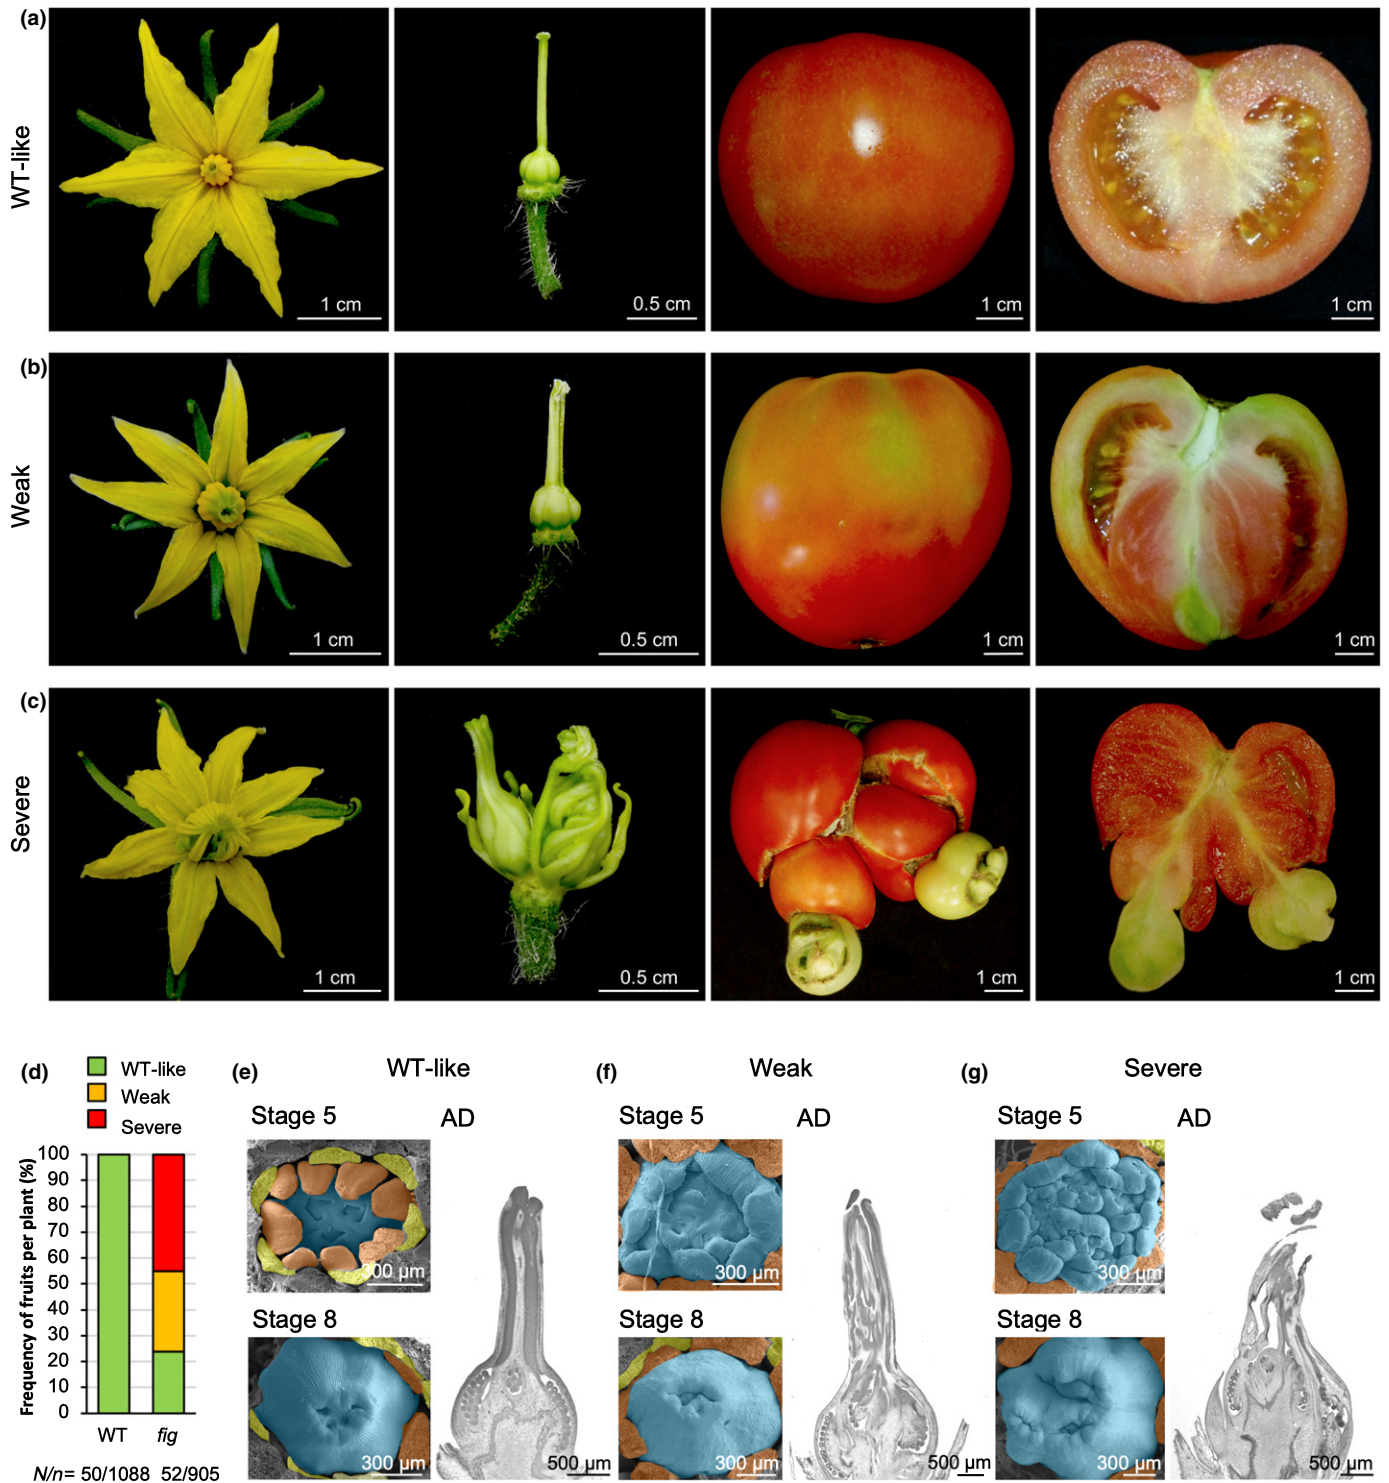 (a)
WT-like
1 cm
0.5 cm
1 cm
1 cm
(b)
Weak
1 cm
0.5 cm
1 cm
1 cm
(c)
Severe
1 cm
0.5 cm
1 cm
1 cm
(d)
WT-like
Weak
Severe
Frequency of fruits per plant (%)
100
90
80
70
60
50
40
30
20
10
0
WT fig
N/n= 50/1088 52/905
(e) WT-like
Stage 5 AD
300 µm
Stage 8
300 µm
500 µm
(f) Weak
Stage 5 AD
300 µm
Stage 8
300 µm
500 µm
(g) Severe
Stage 5 AD
300 µm
Stage 8
300 µm
500 µm